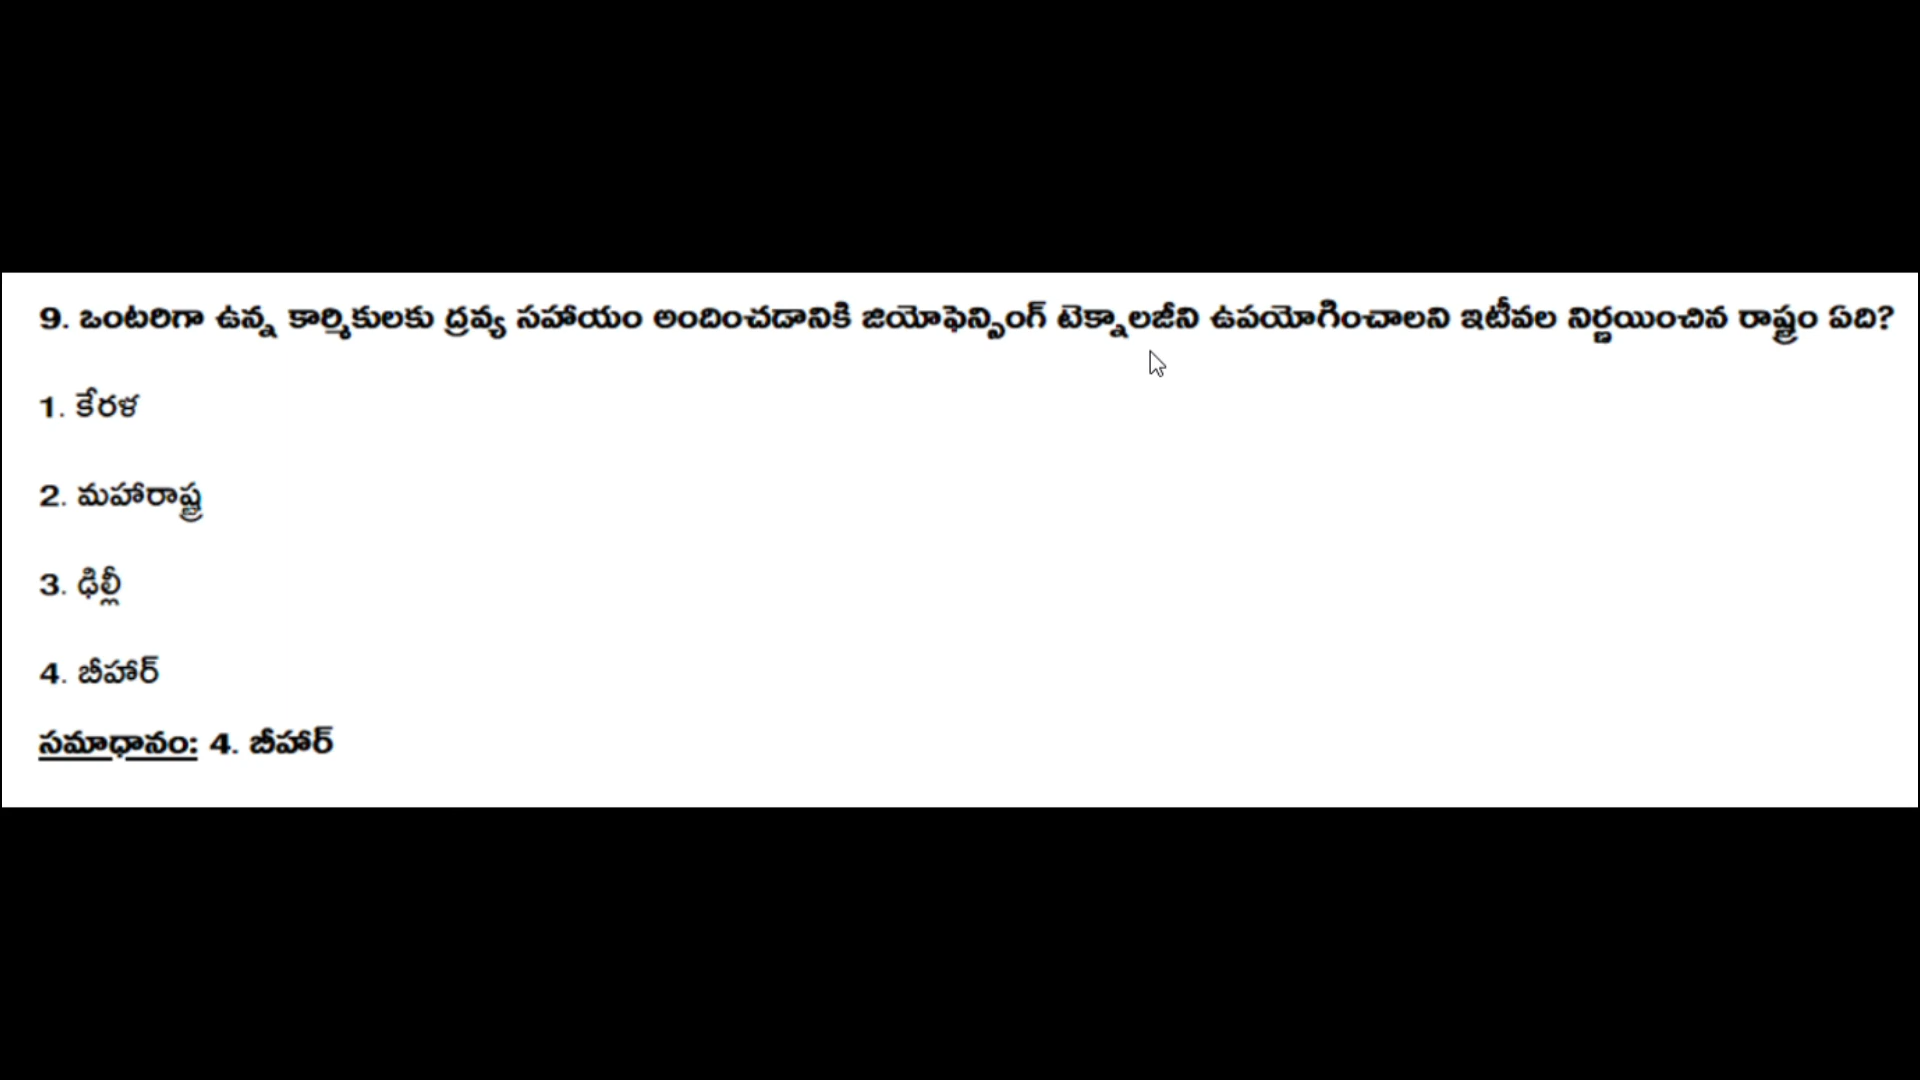 9. ఒంటరిగా ఉన్న కార్మికులకు ద్రవ్య సహాయం అందించడానికి జియోఫెన్సింగ్ టెక్నాలజీని ఉపయోగించాలని ఇటీవల నిర్ణయించిన రాష్ట్రం ఏది?
1. కేరళ
2. మహారాష్ట్ర
3. ఢిల్లీ
4. బీహార్
సమాధానం: 4. బీహార్